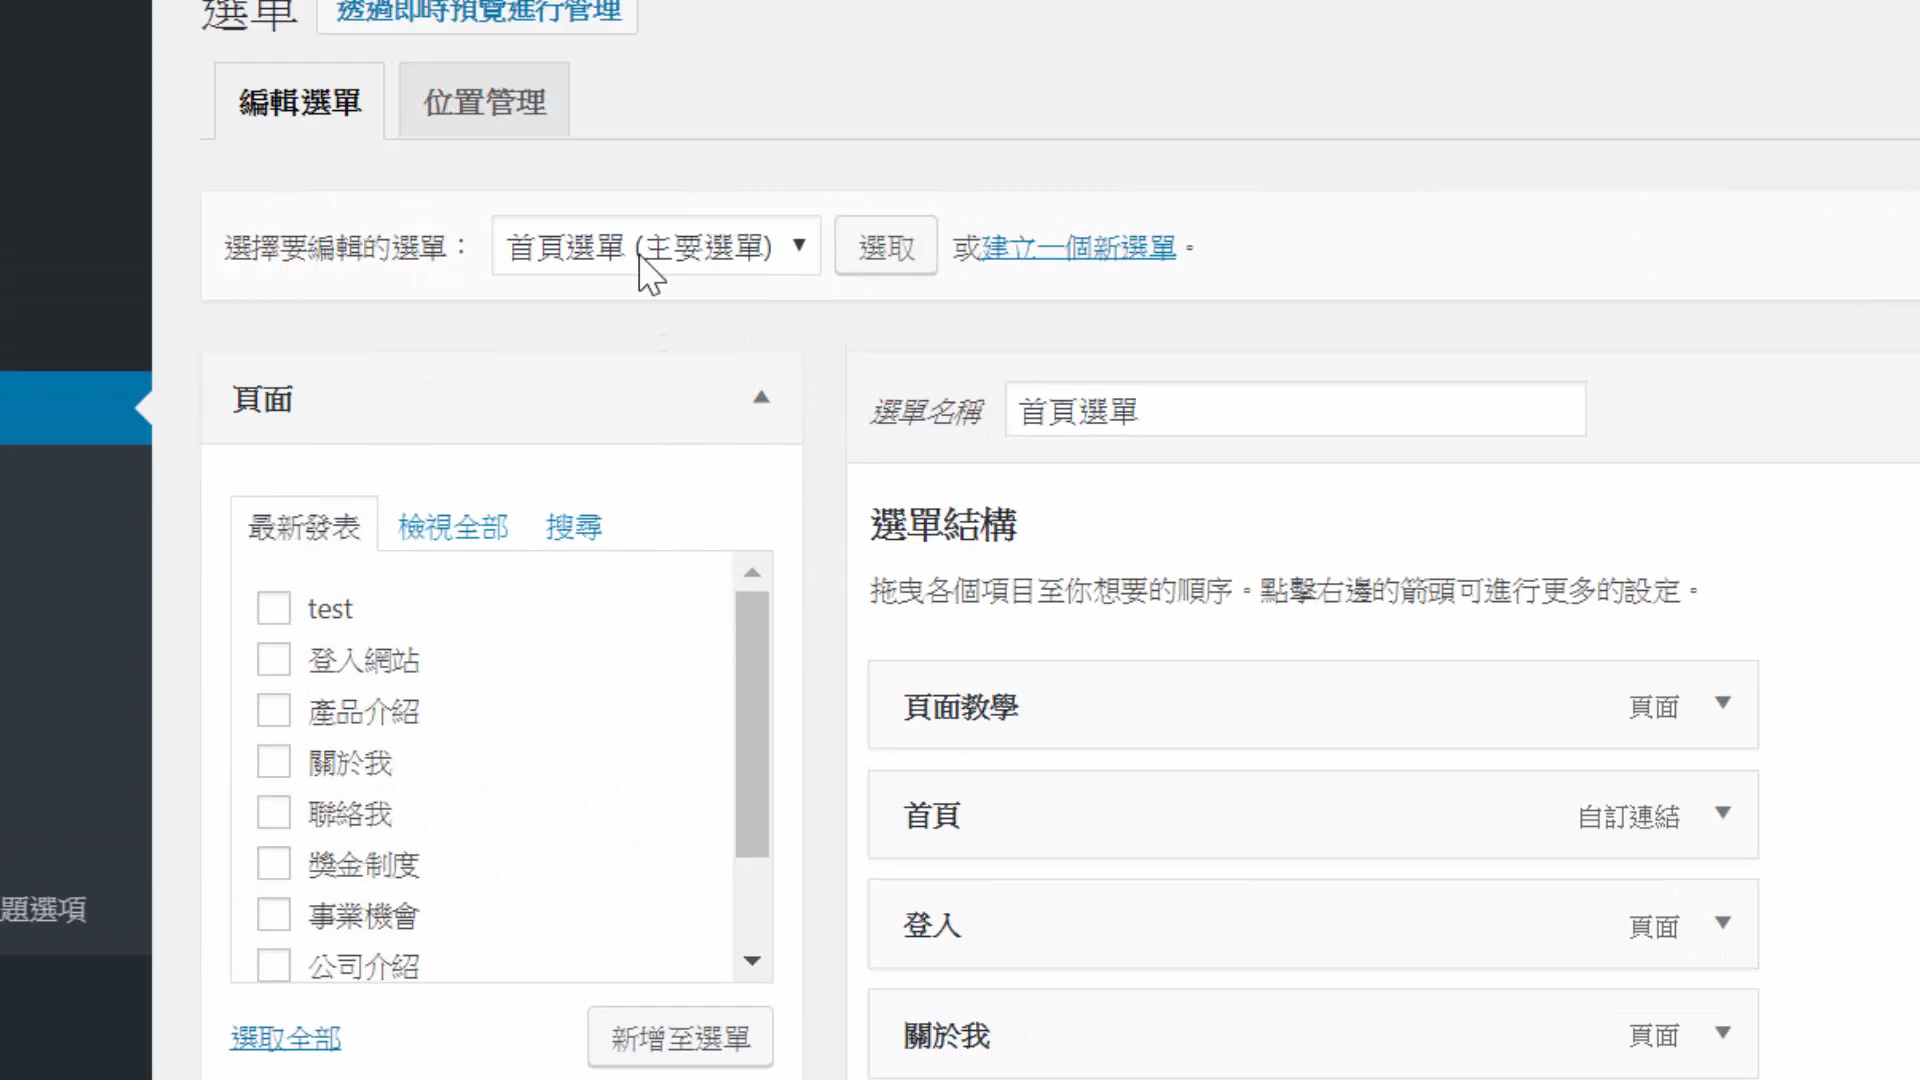 選單 透過即時預覽進行管理
編輯選單 位置管理
選擇要編輯的選單： 首頁選單 (主要選單) 選取 或建立一個新選單。
頁面
選單名稱 首頁選單
最新發表 檢視全部 搜尋
test
登入網站
產品介紹
關於我
聯絡我
獎金制度
事業機會
公司介紹
選取全部 新增至選單
選單結構
拖曳各個項目至你想要的順序。點擊右邊的箭頭可進行更多的設定。
頁面教學 頁面
首頁 自訂連結
登入 頁面
關於我 頁面
題選項